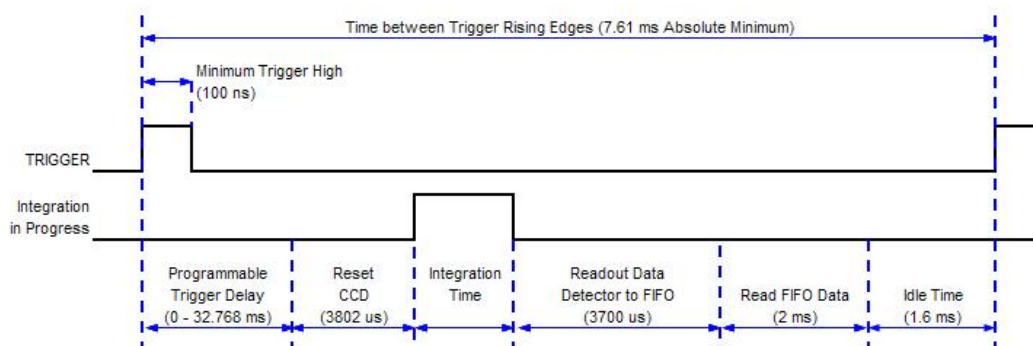 Time between Trigger Rising Edges (7.61 ms Absolute Minimum)
Minimum Trigger High
(100 ns)
TRIGGER
Integration
in Progress
Programmable
Trigger Delay
(0 - 32.768 ms)
Reset
CCD
(3802 us)
Integration
Time
Readout Data
Detector to FIFO
(3700 us)
Read FIFO Data
(2 ms)
Idle Time
(1.6 ms)